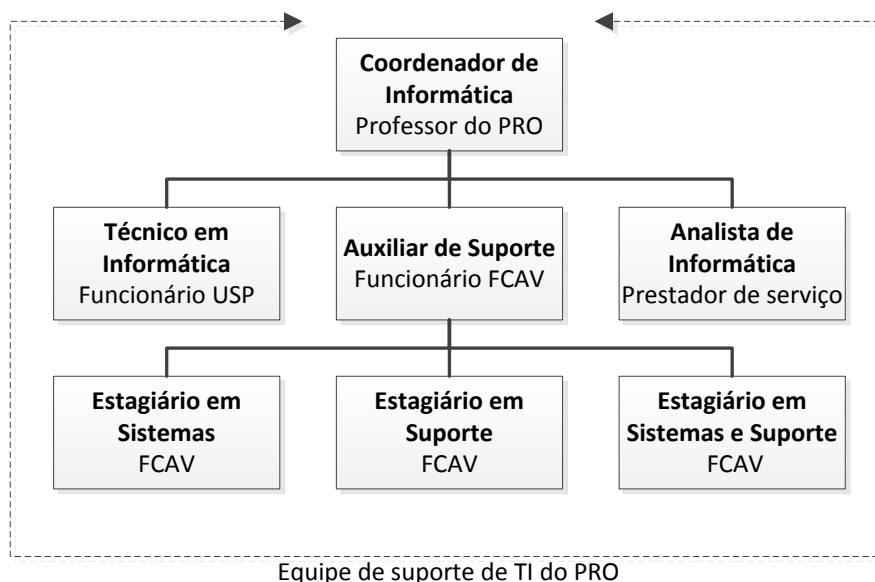 Coordenador de
Informática
Professor do PRO
Técnico em
Informática
Funcionário USP
Auxiliar de Suporte
Funcionário FCAV
Analista de
Informática
Prestador de serviço
Estagiário em
Sistemas
FCAV
Estagiário em
Suporte
FCAV
Estagiário em
Sistemas e Suporte
FCAV
Equipe de suporte de TI do PRO